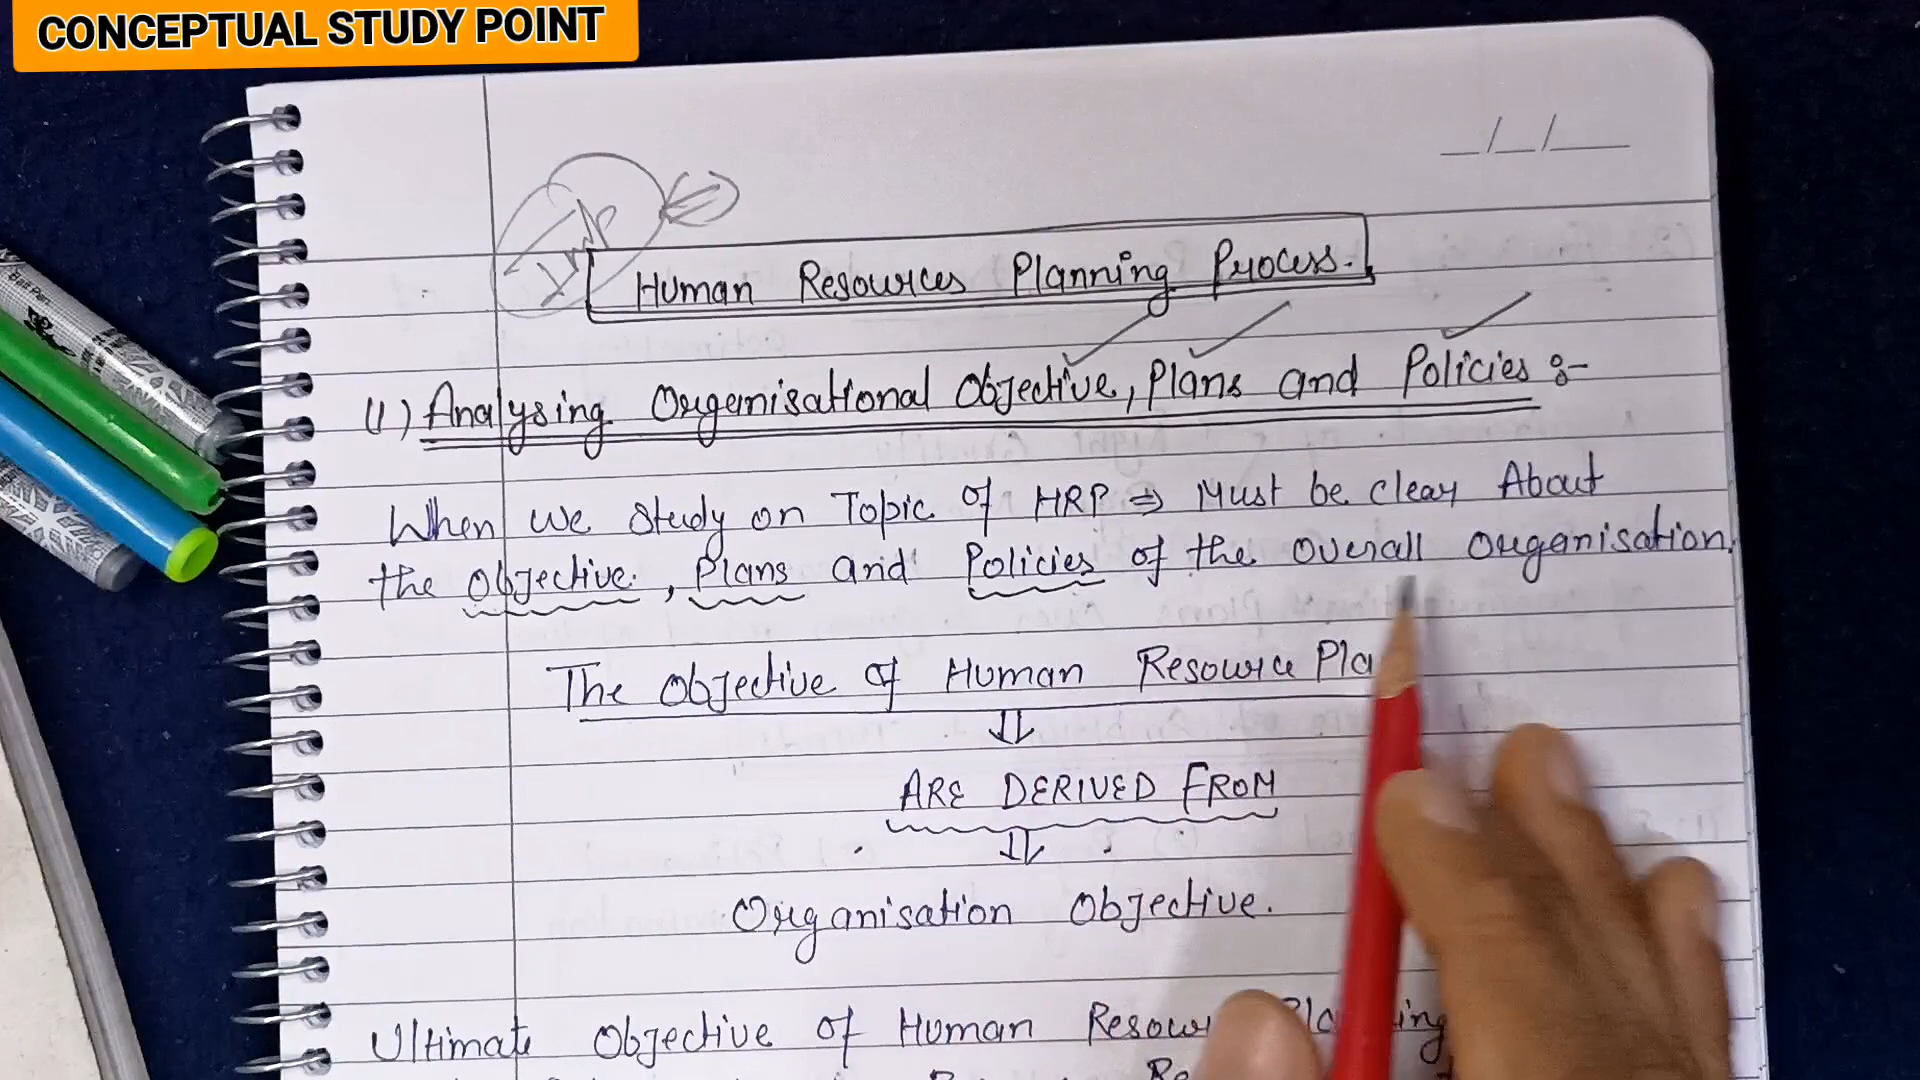 CONCEPTUAL STUDY POINT
_/_/__
Human Resources Planning Process.
(1) Analysing Organisational Objective, Plans and Policies :-
When we study on Topic of HRP ⇒ Must be clear About
the Objective, Plans and Policies of the overall organisation.
The Objective of Human Resource Pla
⇓
ARE DERIVED FROM
⇓
Organisation Objective.
Ultimate Objective of Human